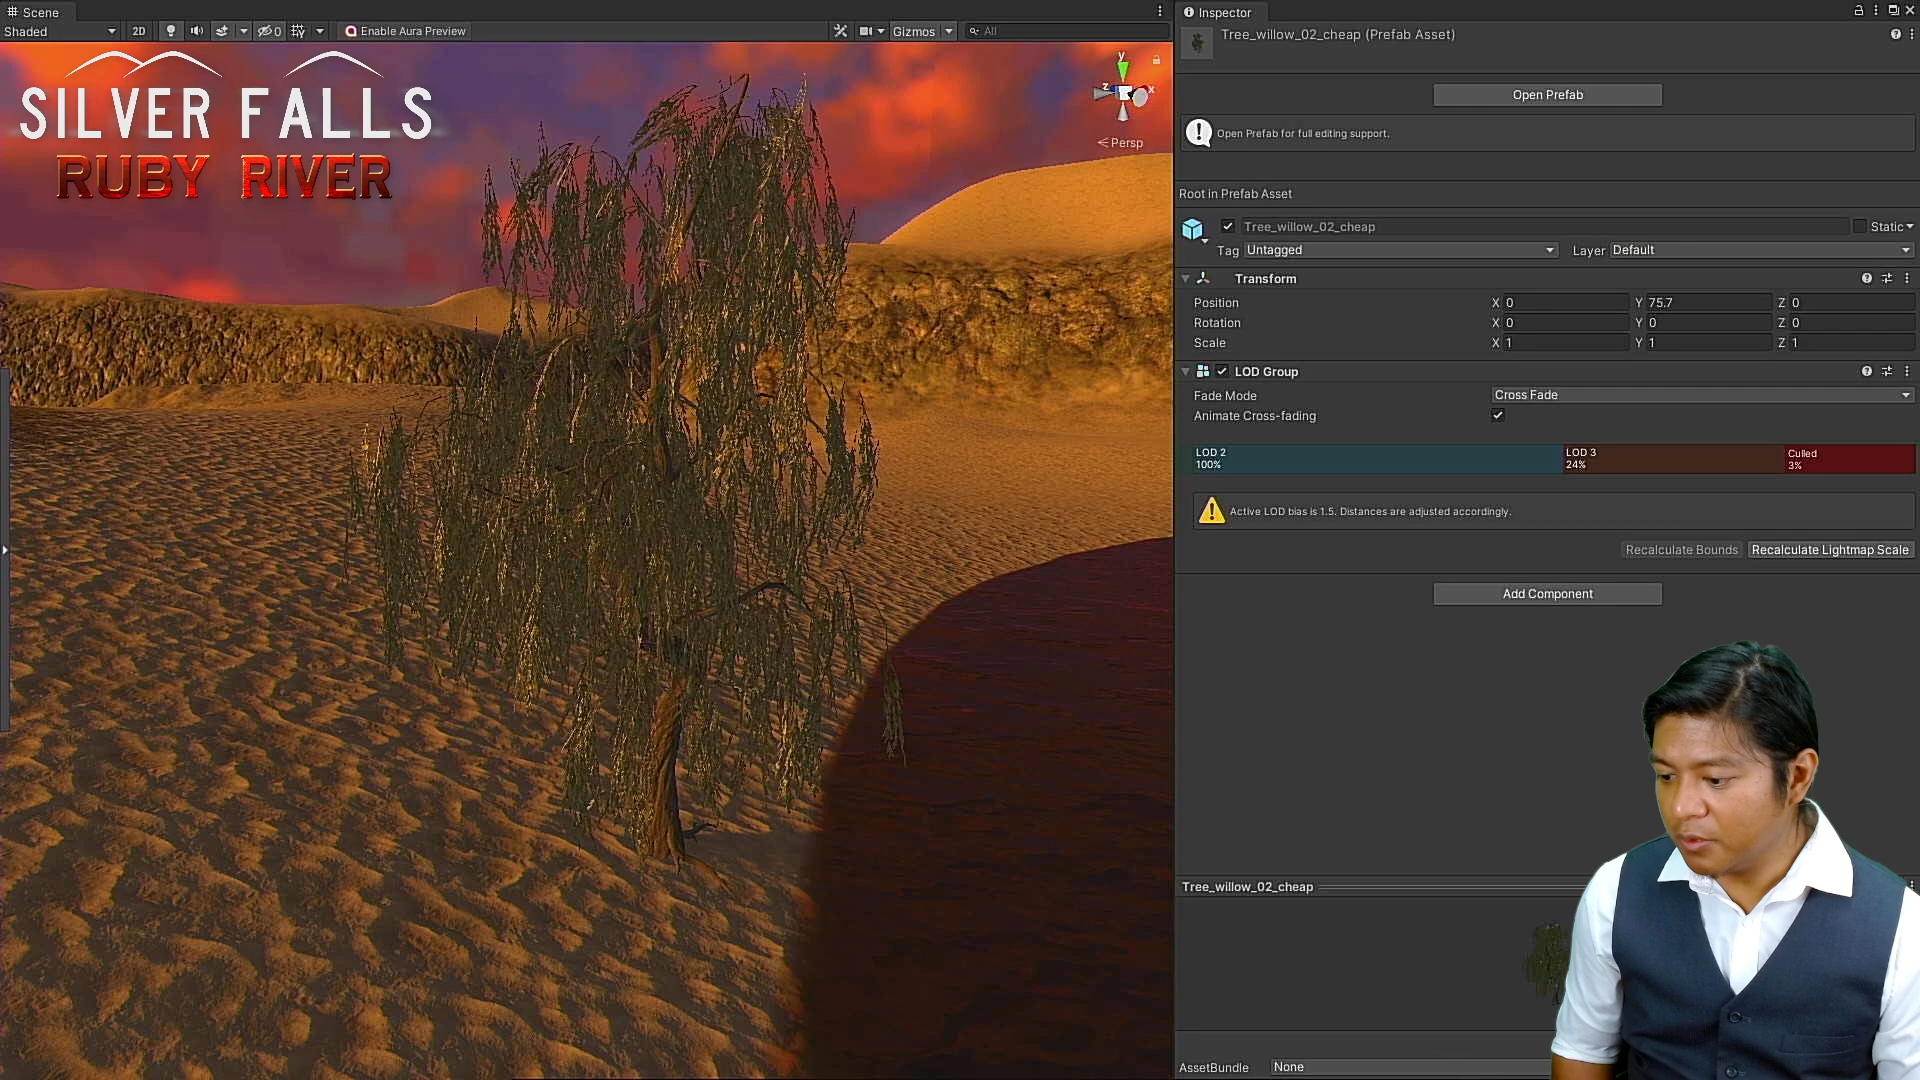 Scene
Shaded
2D
0
Enable Aura Preview
Gizmos
All
SILVER FALLS
RUBY RIVER
y
z
x
Persp
Inspector
Tree_willow_02_cheap (Prefab Asset)
Open Prefab
Open Prefab for full editing support.
Root in Prefab Asset
Tree_willow_02_cheap
Static
Tag Untagged
Layer Default
Transform
Position X 0 Y 75.7 Z 0
Rotation X 0 Y 0 Z 0
Scale X 1 Y 1 Z 1
LOD Group
Fade Mode Cross Fade
Animate Cross-fading
LOD 2
100%
LOD 3
24%
Culled
3%
Active LOD bias is 1.5. Distances are adjusted accordingly.
Recalculate Bounds Recalculate Lightmap Scale
Add Component
Tree_willow_02_cheap
AssetBundle None